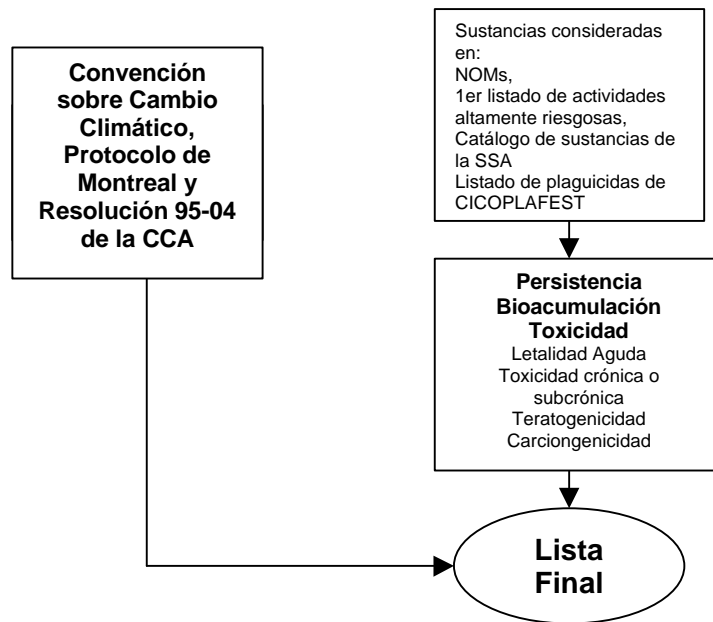 Convención
sobre Cambio
Climático,
Protocolo de
Montreal y
Resolución 95-04
de la CCA
Sustancias consideradas
en:
NOMs,
1er listado de actividades
altamente riesgosas,
Catálogo de sustancias de
la SSA
Listado de plaguicidas de
CICOPLAFEST
Persistencia
Bioacumulación
Toxicidad
Letalidad Aguda
Toxicidad crónica o
subcrónica
Teratogenicidad
Carciongenicidad
Lista
Final